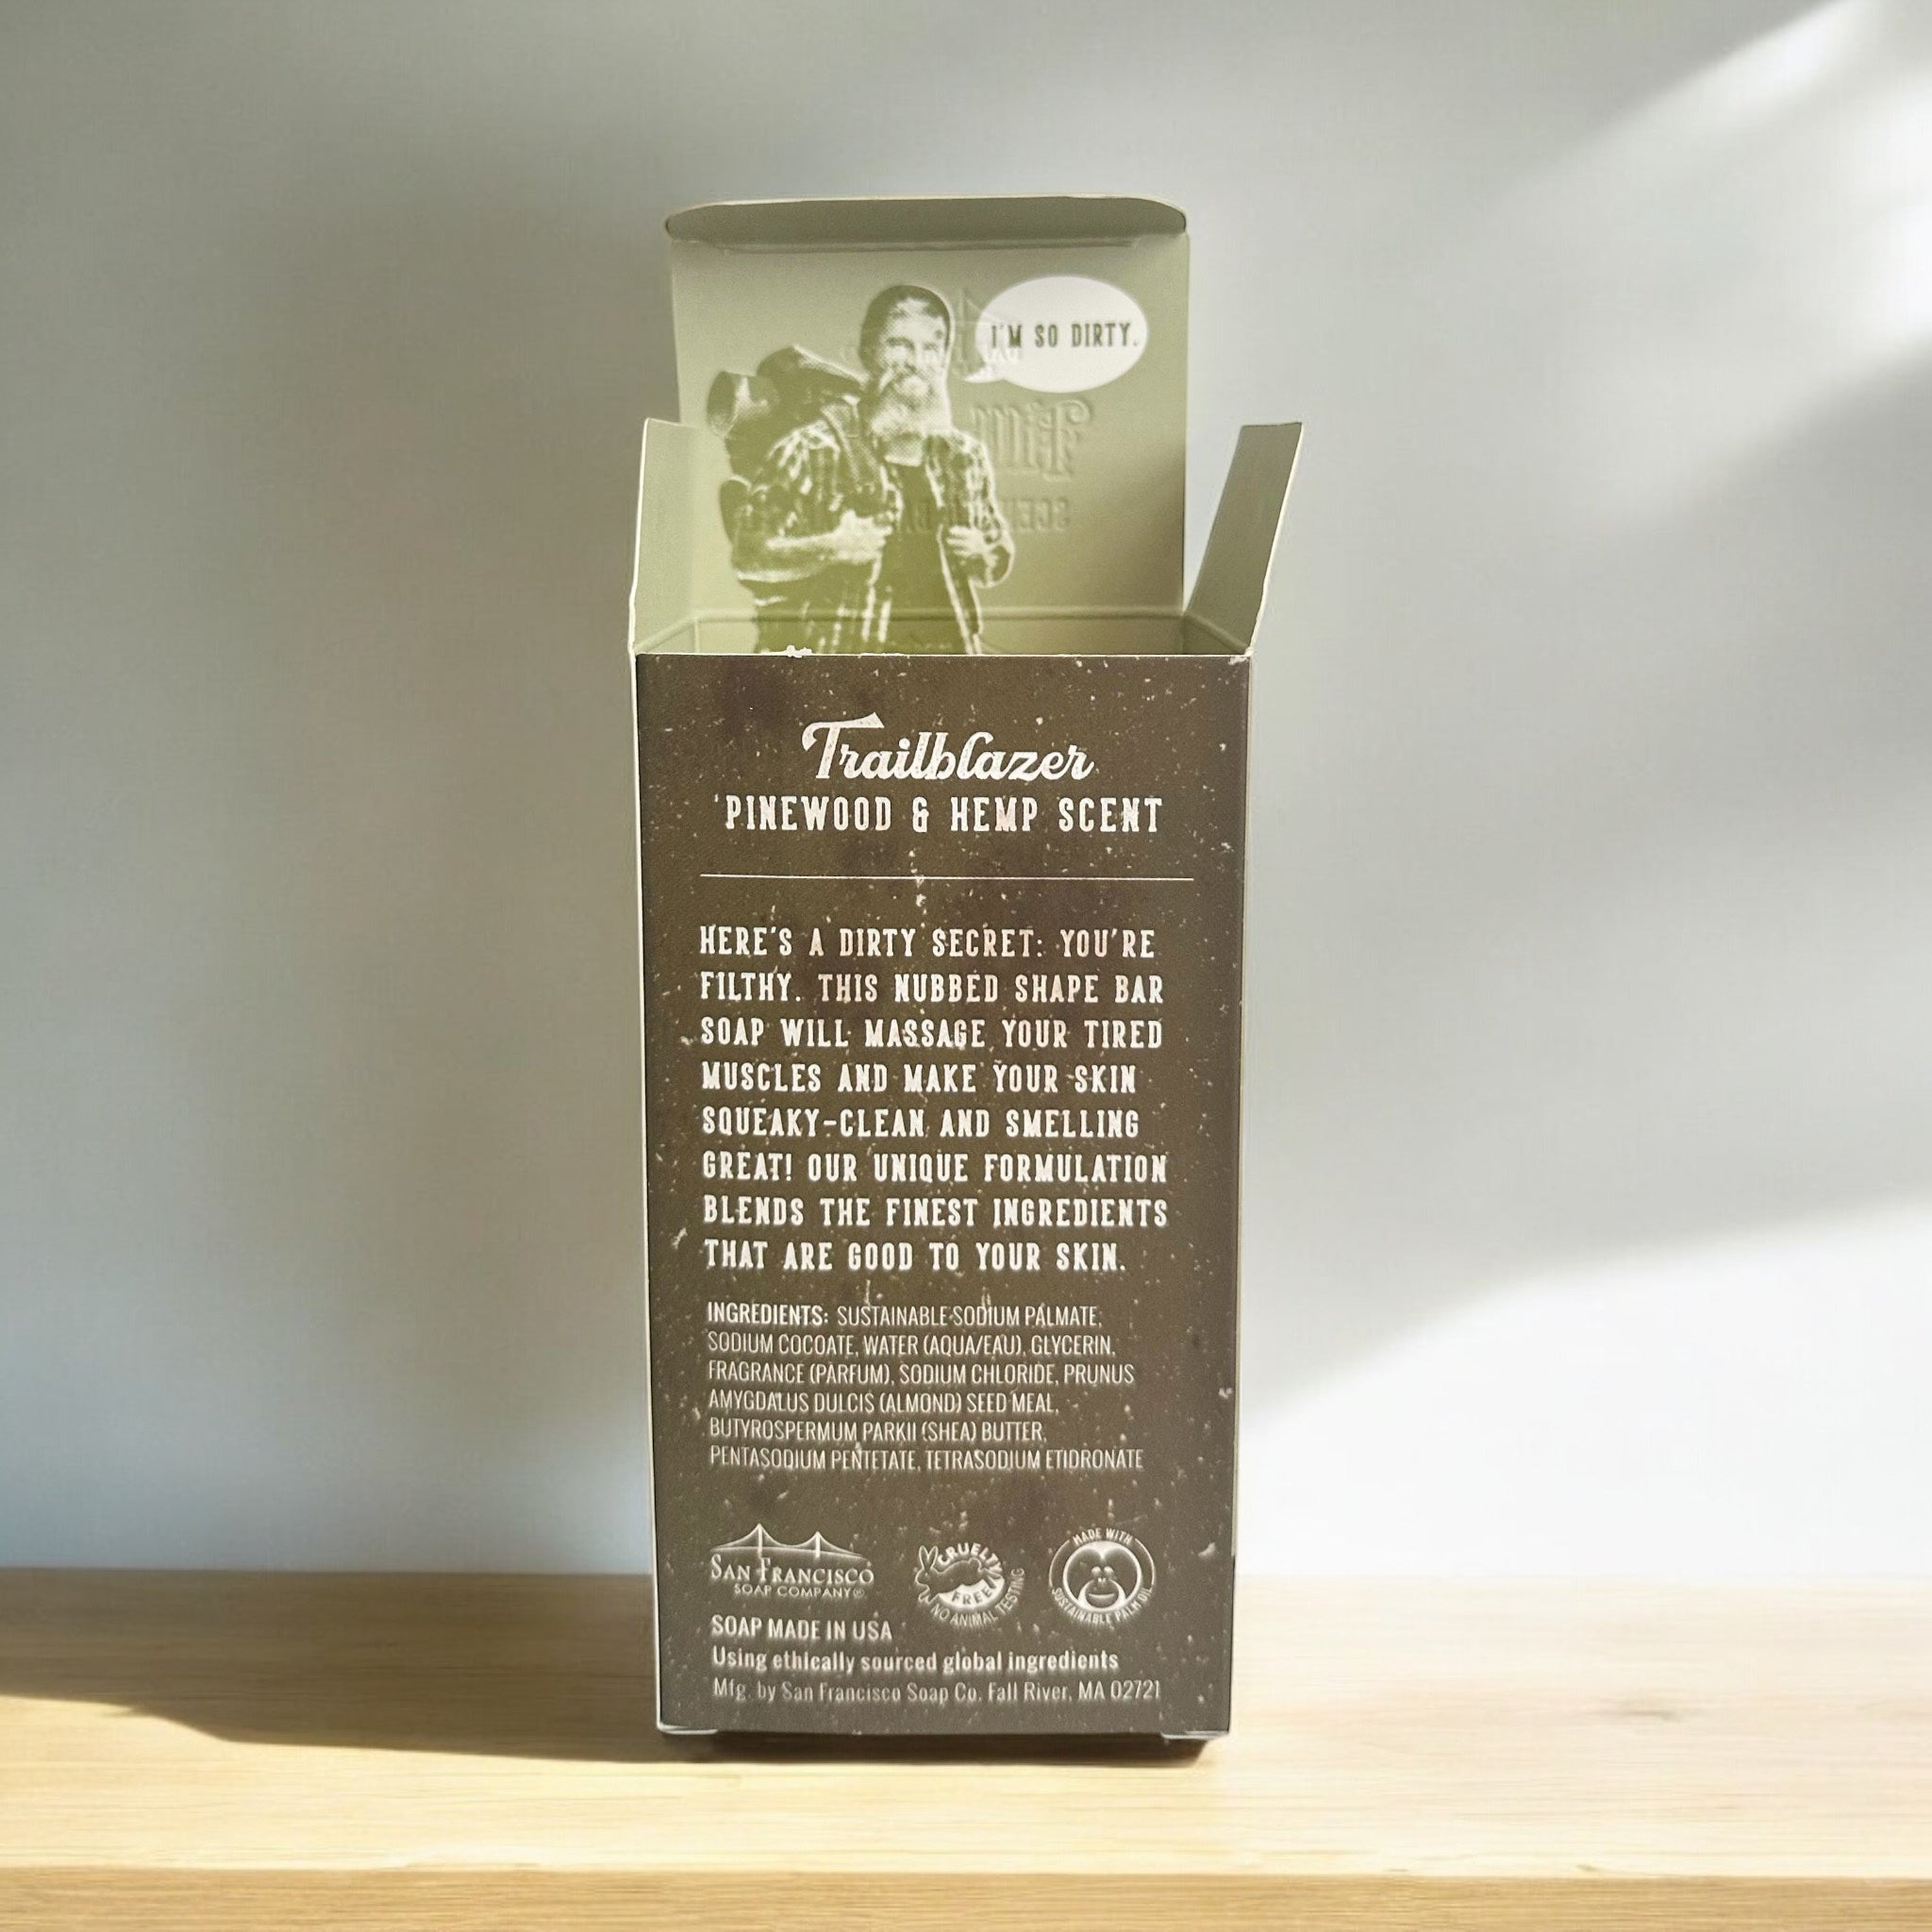 I'M SO DIRTY.
Trailblazer
PINEWOOD & HEMP SCENT
HERE'S A DIRTY SECRET: YOU'RE
FILTHY. THIS NUBBED SHAPE BAR
SOAP WILL MASSAGE YOUR TIRED
MUSCLES AND MAKE YOUR SKIN
SQUEAKY-CLEAN AND SMELLING
GREAT! OUR UNIQUE FORMULATION
BLENDS THE FINEST INGREDIENTS
THAT ARE GOOD TO YOUR SKIN.
INGREDIENTS: SUSTAINABLE SODIUM PALMATE,
SODIUM COCOATE, WATER (AQUA/EAU), GLYCERIN,
FRAGRANCE (PARFUM), SODIUM CHLORIDE, PRUNUS
AMYGDALUS DULCIS (ALMOND) SEED MEAL,
BUTYROSPERMUM PARKII (SHEA) BUTTER,
PENTASODIUM PENTETATE, TETRASODIUM ETIDRONATE
SAN FRANCISCO
SOAP COMPANY®
CRUELTY
FREE
NO ANIMAL TESTING
MADE WITH
SUSTAINABLE PALM OIL
SOAP MADE IN USA
Using ethically sourced global ingredients
Mfg. by San Francisco Soap Co. Fall River, MA 02721